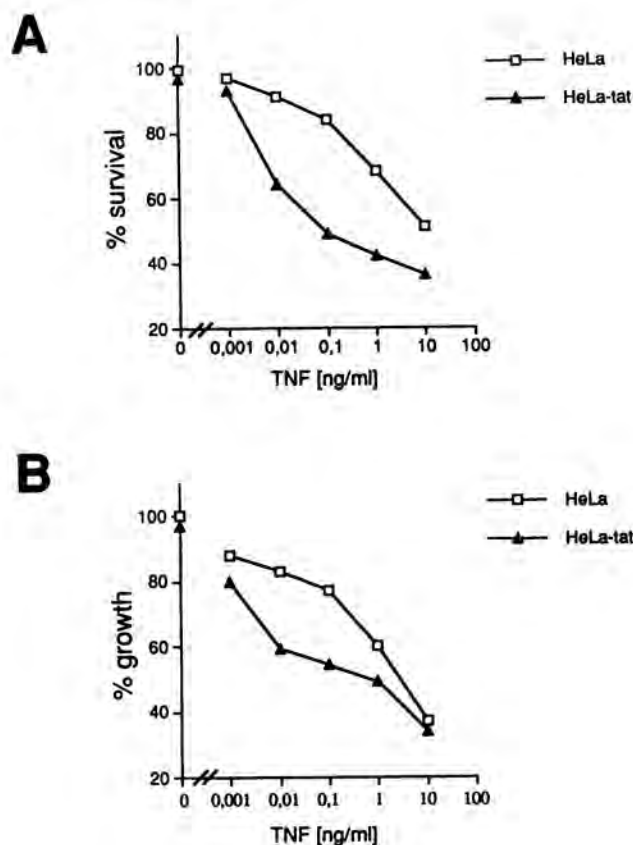 A
HeLa
HeLa-tat
% survival
100
80
60
40
20
0 0,001 0,01 0,1 1 10 100
TNF [ng/ml]
B
HeLa
HeLa-tat
% growth
100
80
60
40
20
0 0,001 0,01 0,1 1 10 100
TNF [ng/ml]